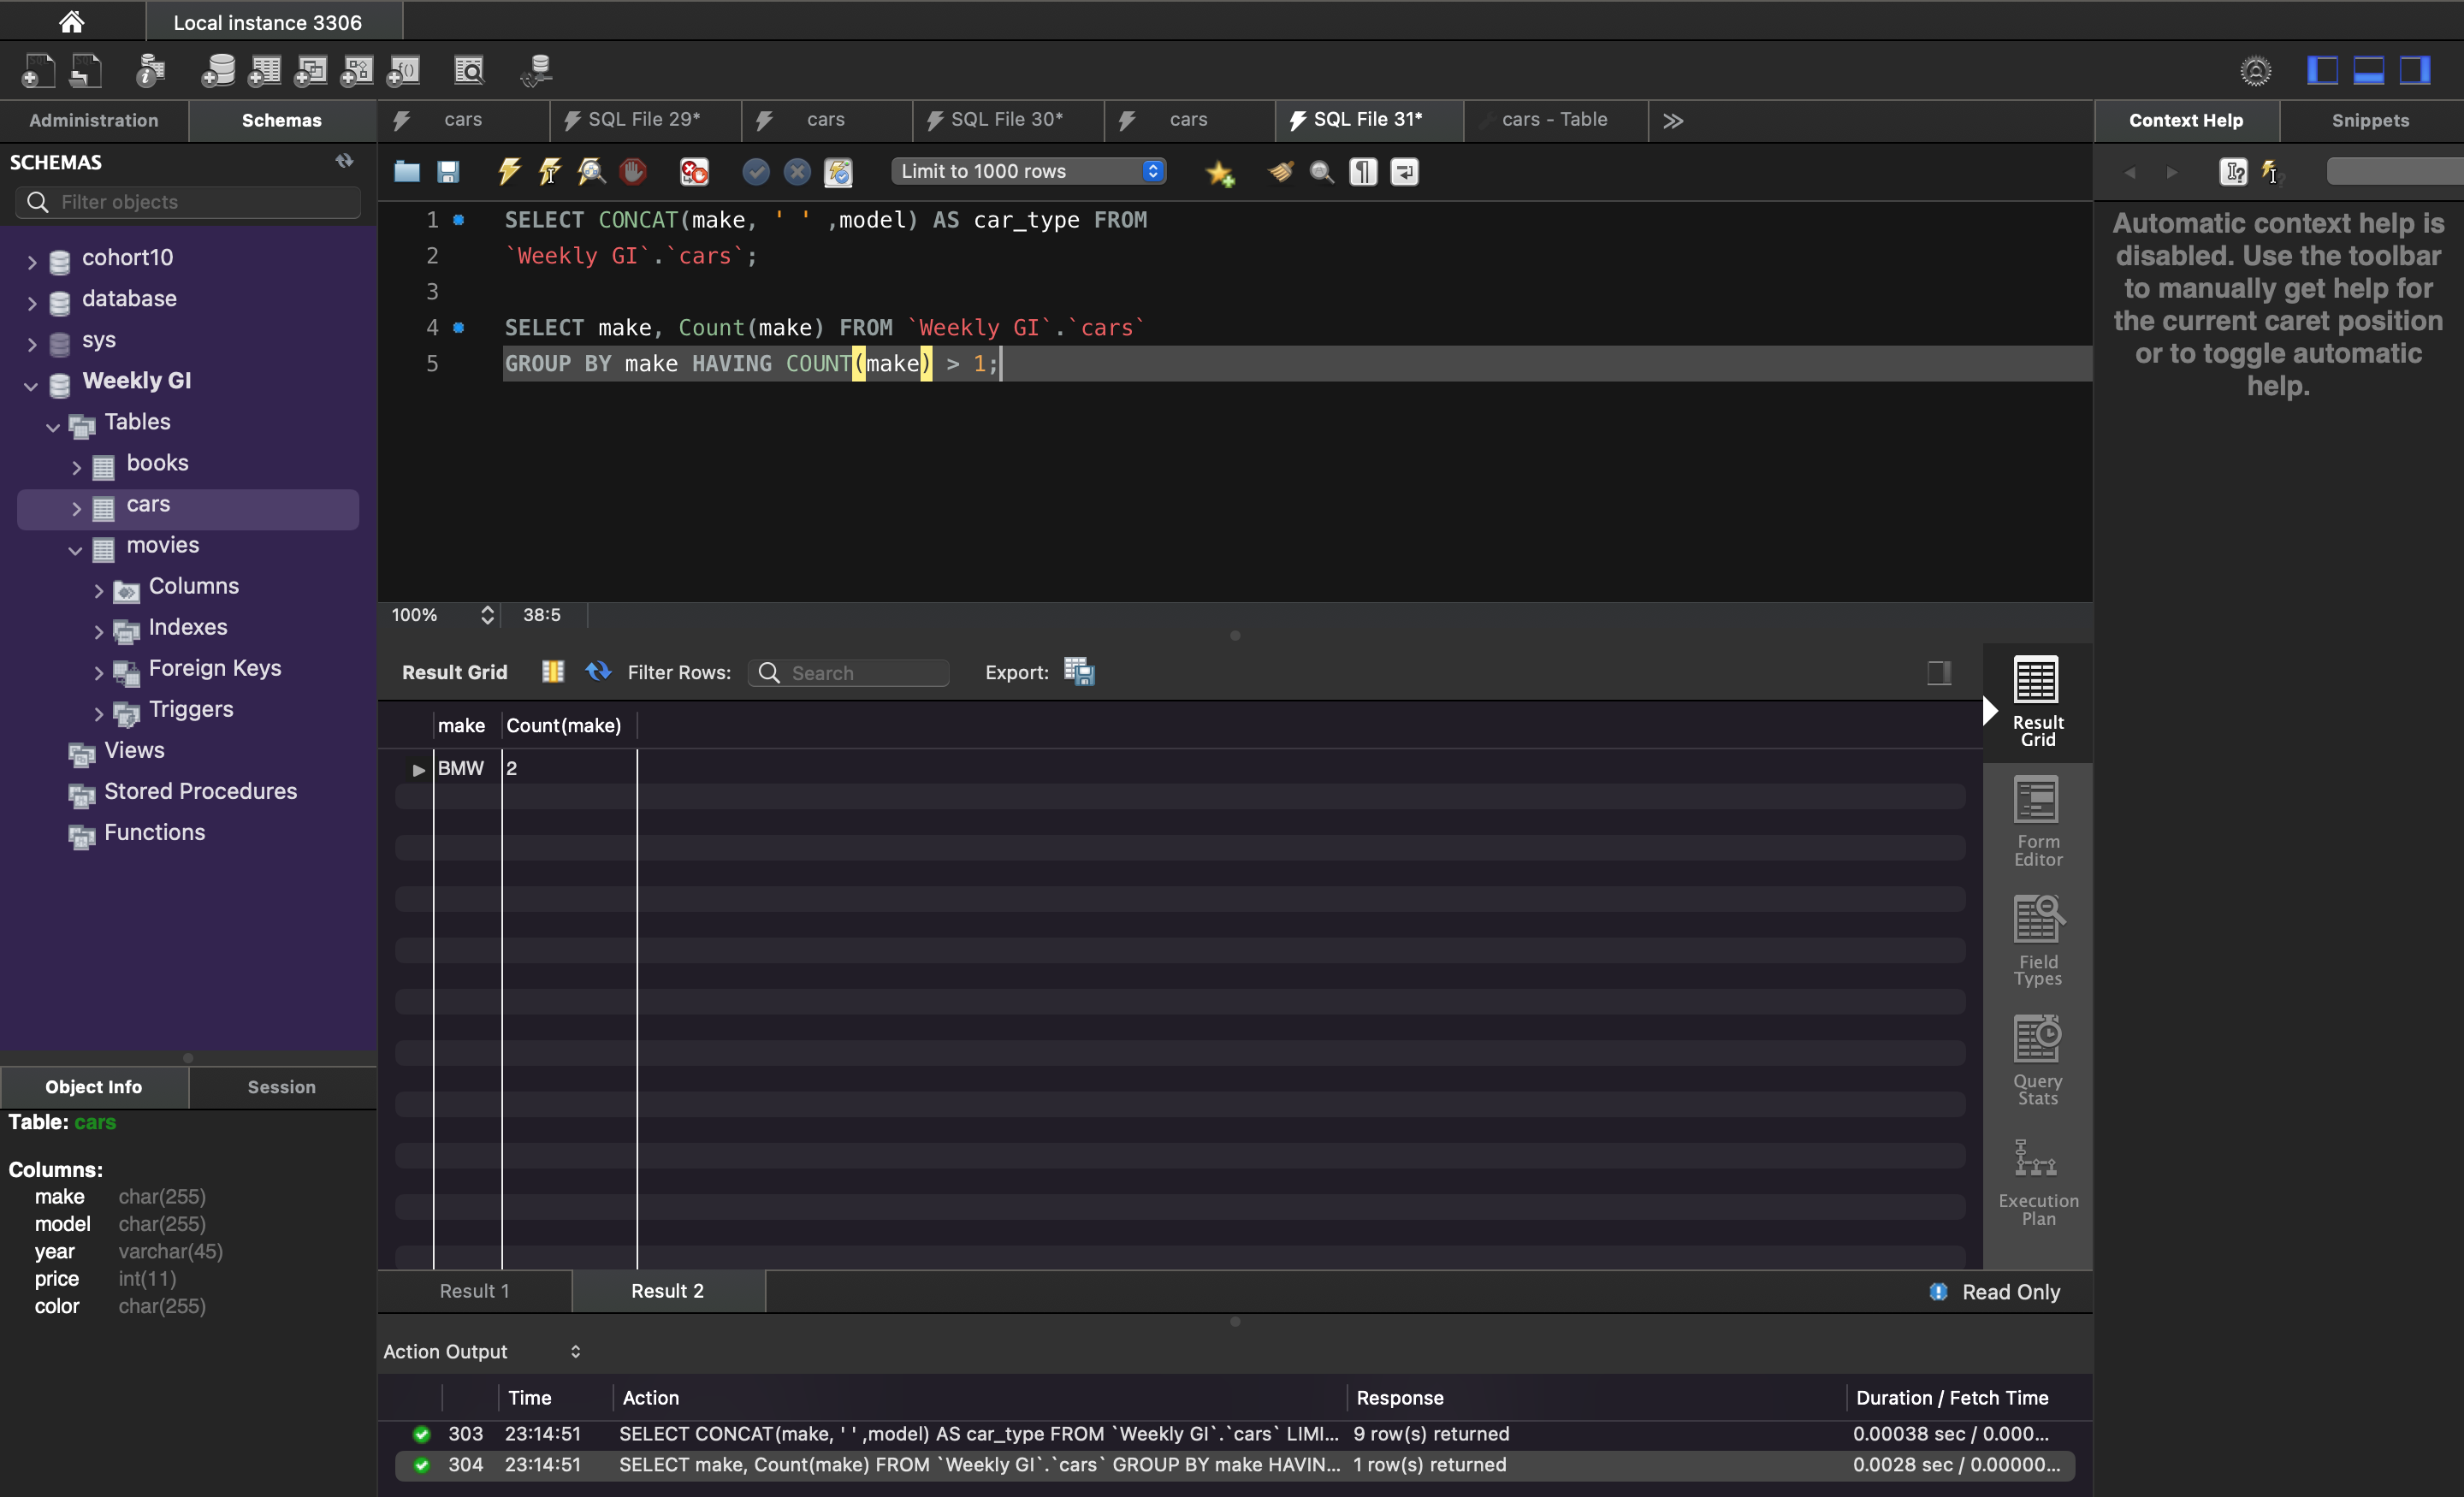 Local instance 3306
Administration
Schemas
cars
SQL File 29*
cars
SQL File 30*
cars
SQL File 31*
cars - Table
Context Help
Snippets
SCHEMAS
Filter objects
Limit to 1000 rows
cohort10
database
sys
Weekly GI
Tables
books
cars
movies
Columns
Indexes
Foreign Keys
Triggers
Views
Stored Procedures
Functions
1 SELECT CONCAT(make, ' ' ,model) AS car_type FROM
2 `Weekly GI`.`cars`;
3
4 SELECT make, Count(make) FROM `Weekly GI`.`cars`
5 GROUP BY make HAVING COUNT(make) > 1;
Automatic context help is
disabled. Use the toolbar
to manually get help for
the current caret position
or to toggle automatic
help.
100%
38:5
Result Grid
Filter Rows:
Search
Export:
make Count(make)
BMW 2
Result
Grid
Form
Editor
Field
Types
Query
Stats
Execution
Plan
Object Info
Session
Table: cars
Columns:
make char(255)
model char(255)
year varchar(45)
price int(11)
color char(255)
Result 1
Result 2
Read Only
Action Output
Time Action Response Duration / Fetch Time
303 23:14:51 SELECT CONCAT(make, ' ' ,model) AS car_type FROM `Weekly GI`.`cars` LIMI... 9 row(s) returned 0.00038 sec / 0.000...
304 23:14:51 SELECT make, Count(make) FROM `Weekly GI`.`cars` GROUP BY make HAVIN... 1 row(s) returned 0.0028 sec / 0.00000...